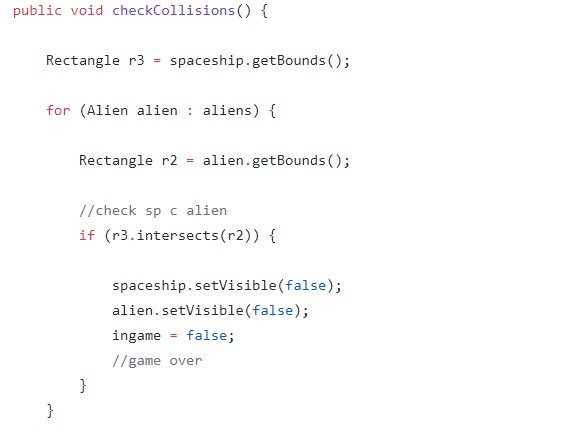 public void checkCollisions() {
Rectangle r3 = spaceship.getBounds();
for (Alien alien : aliens) {
Rectangle r2 = alien.getBounds();
//check sp c alien
if (r3.intersects(r2)) {
spaceship.setVisible(false);
alien.setVisible(false);
ingame = false;
//game over
}
}